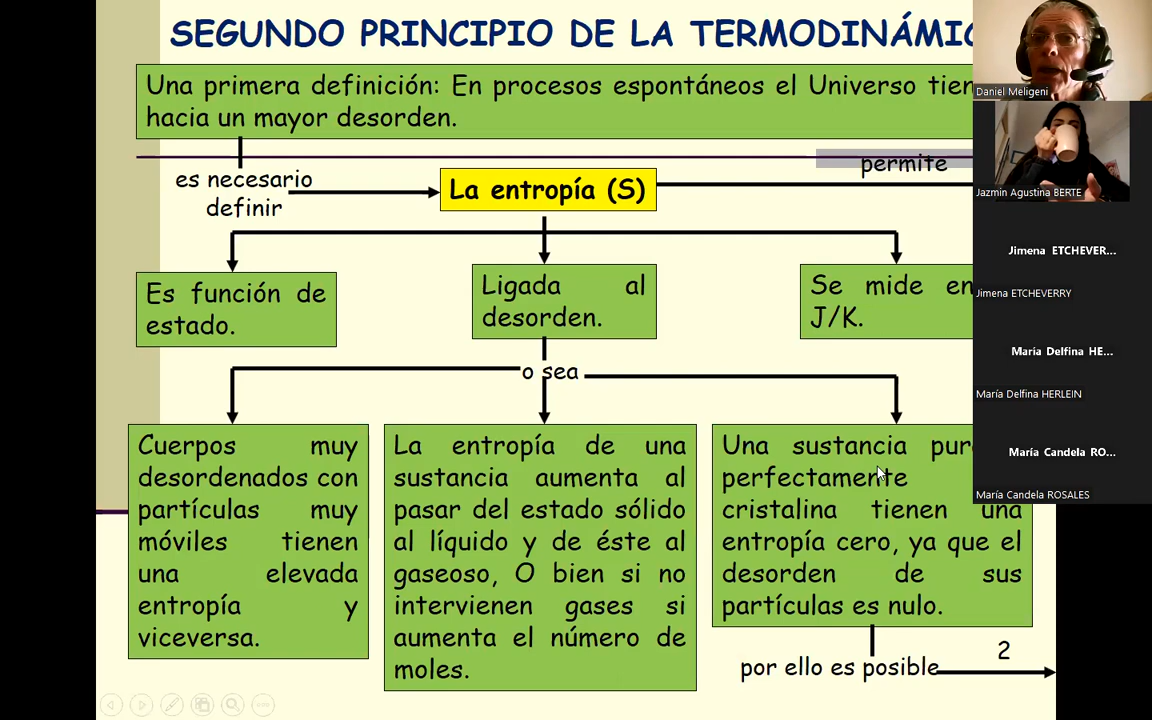 SEGUNDO PRINCIPIO DE LA TERMODINÁMIC
Una primera definición: En procesos espontáneos el Universo tien
hacia un mayor desorden.
permite
es necesario
definir
La entropía (S)
Es función de
estado.
Ligada al
desorden.
Se mide en
J/K.
o sea
Cuerpos muy
desordenados con
partículas muy
móviles tienen
una elevada
entropía y
viceversa.
La entropía de una
sustancia aumenta al
pasar del estado sólido
al líquido y de éste al
gaseoso, O bien si no
intervienen gases si
aumenta el número de
moles.
Una sustancia pura
perfectamente
cristalina tienen una
entropía cero, ya que el
desorden de sus
partículas es nulo.
por ello es posible
2
Daniel Meligeni
Jazmin Agustina BERTE
Jimena ETCHEVER...
Jimena ETCHEVERRY
María Delfina HE...
María Delfina HERLEIN
María Candela RO...
María Candela ROSALES